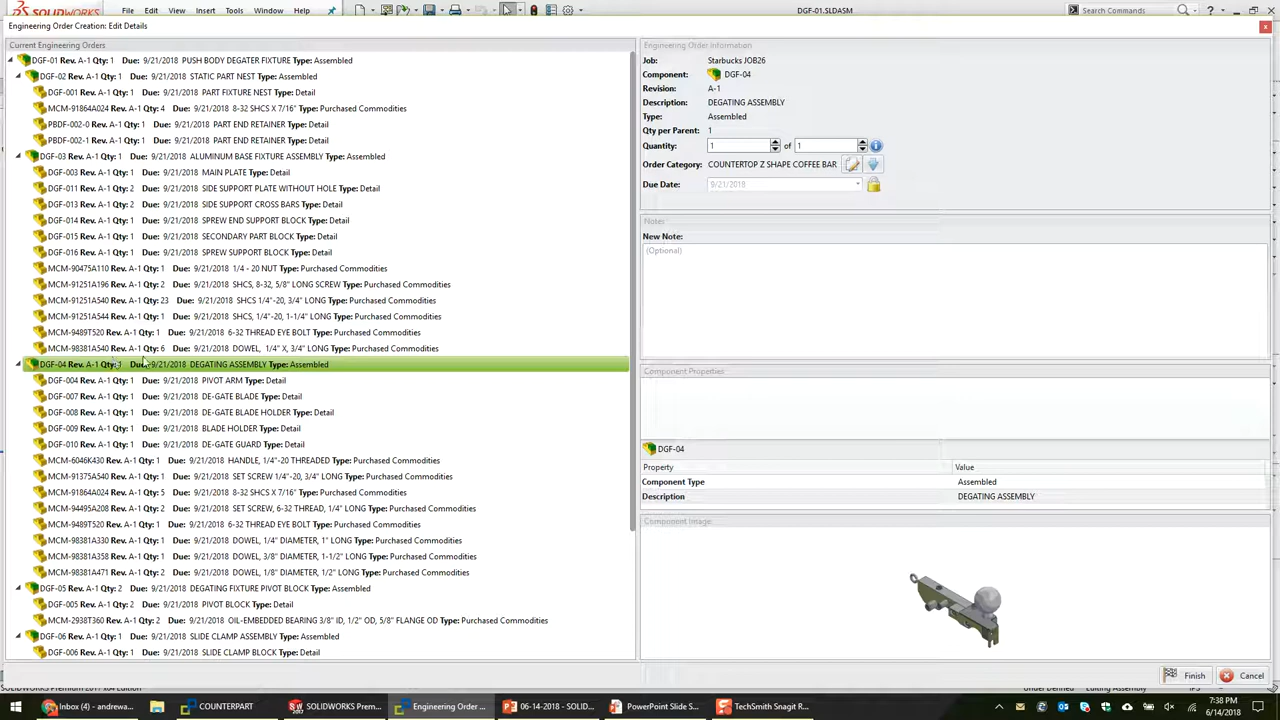 SOLIDWORKS File Edit View Insert Tools Window Help DGF-01.SLDASM Search Commands
Engineering Order Creation: Edit Details
Current Engineering Orders
DGF-01 Rev. A-1 Qty: 1 Due: 9/21/2018 PUSH BODY DEGATER FIXTURE Type: Assembled
DGF-02 Rev. A-1 Qty: 1 Due: 9/21/2018 STATIC PART NEST Type: Assembled
DGF-001 Rev. A-1 Qty: 1 Due: 9/21/2018 PART FIXTURE NEST Type: Detail
MCM-91864A024 Rev. A-1 Qty: 4 Due: 9/21/2018 8-32 SHCS X 7/16" Type: Purchased Commodities
PBDF-002-0 Rev. A-1 Qty: 1 Due: 9/21/2018 PART END RETAINER Type: Detail
PBDF-002-1 Rev. A-1 Qty: 1 Due: 9/21/2018 PART END RETAINER Type: Detail
DGF-03 Rev. A-1 Qty: 1 Due: 9/21/2018 ALUMINUM BASE FIXTURE ASSEMBLY Type: Assembled
DGF-003 Rev. A-1 Qty: 1 Due: 9/21/2018 MAIN PLATE Type: Detail
DGF-011 Rev. A-1 Qty: 2 Due: 9/21/2018 SIDE SUPPORT PLATE WITHOUT HOLE Type: Detail
DGF-013 Rev. A-1 Qty: 2 Due: 9/21/2018 SIDE SUPPORT CROSS BARS Type: Detail
DGF-014 Rev. A-1 Qty: 1 Due: 9/21/2018 SPREW END SUPPORT BLOCK Type: Detail
DGF-015 Rev. A-1 Qty: 1 Due: 9/21/2018 SECONDARY PART BLOCK Type: Detail
DGF-016 Rev. A-1 Qty: 1 Due: 9/21/2018 SPREW SUPPORT BLOCK Type: Detail
MCM-90475A110 Rev. A-1 Qty: 1 Due: 9/21/2018 1/4 - 20 NUT Type: Purchased Commodities
MCM-91251A196 Rev. A-1 Qty: 2 Due: 9/21/2018 SHCS, 8-32, 5/8" LONG SCREW Type: Purchased Commodities
MCM-91251A540 Rev. A-1 Qty: 23 Due: 9/21/2018 SHCS 1/4"-20, 3/4" LONG Type: Purchased Commodities
MCM-91251A544 Rev. A-1 Qty: 1 Due: 9/21/2018 SHCS, 1/4"-20, 1-1/4" LONG Type: Purchased Commodities
MCM-9489T520 Rev. A-1 Qty: 1 Due: 9/21/2018 6-32 THREAD EYE BOLT Type: Purchased Commodities
MCM-98381A540 Rev. A-1 Qty: 6 Due: 9/21/2018 DOWEL, 1/4" X, 3/4" LONG Type: Purchased Commodities
DGF-04 Rev. A-1 Qty: 1 Due: 9/21/2018 DEGATING ASSEMBLY Type: Assembled
DGF-004 Rev. A-1 Qty: 1 Due: 9/21/2018 PIVOT ARM Type: Detail
DGF-007 Rev. A-1 Qty: 1 Due: 9/21/2018 DE-GATE BLADE Type: Detail
DGF-008 Rev. A-1 Qty: 1 Due: 9/21/2018 DE-GATE BLADE HOLDER Type: Detail
DGF-009 Rev. A-1 Qty: 1 Due: 9/21/2018 BLADE HOLDER Type: Detail
DGF-010 Rev. A-1 Qty: 1 Due: 9/21/2018 DE-GATE GUARD Type: Detail
MCM-6046K430 Rev. A-1 Qty: 1 Due: 9/21/2018 HANDLE, 1/4"-20 THREADED Type: Purchased Commodities
MCM-91375A540 Rev. A-1 Qty: 1 Due: 9/21/2018 SET SCREW 1/4"-20, 3/4" LONG Type: Purchased Commodities
MCM-91864A024 Rev. A-1 Qty: 5 Due: 9/21/2018 8-32 SHCS X 7/16" Type: Purchased Commodities
MCM-94495A208 Rev. A-1 Qty: 2 Due: 9/21/2018 SET SCREW, 6-32 THREAD, 1/4" LONG Type: Purchased Commodities
MCM-9489T520 Rev. A-1 Qty: 1 Due: 9/21/2018 6-32 THREAD EYE BOLT Type: Purchased Commodities
MCM-98381A330 Rev. A-1 Qty: 1 Due: 9/21/2018 DOWEL, 1/4" DIAMETER, 1" LONG Type: Purchased Commodities
MCM-98381A358 Rev. A-1 Qty: 1 Due: 9/21/2018 DOWEL, 3/8" DIAMETER, 1-1/2" LONG Type: Purchased Commodities
MCM-98381A471 Rev. A-1 Qty: 2 Due: 9/21/2018 DOWEL, 1/8" DIAMETER, 1/2" LONG Type: Purchased Commodities
DGF-05 Rev. A-1 Qty: 2 Due: 9/21/2018 DEGATING FIXTURE PIVOT BLOCK Type: Assembled
DGF-005 Rev. A-1 Qty: 2 Due: 9/21/2018 PIVOT BLOCK Type: Detail
MCM-2938T360 Rev. A-1 Qty: 2 Due: 9/21/2018 OIL-EMBEDDED BEARING 3/8" ID, 1/2" OD, 5/8" FLANGE OD Type: Purchased Commodities
DGF-06 Rev. A-1 Qty: 1 Due: 9/21/2018 SLIDE CLAMP ASSEMBLY Type: Assembled
DGF-006 Rev. A-1 Qty: 1 Due: 9/21/2018 SLIDE CLAMP BLOCK Type: Detail
Engineering Order Information
Job: Starbucks JOB26
Component: DGF-04
Revision: A-1
Description: DEGATING ASSEMBLY
Type: Assembled
Qty per Parent: 1
Quantity: 1 of 1
Order Category: COUNTERTOP Z SHAPE COFFEE BAR
Due Date: 9/21/2018
Notes
New Note:
(Optional)
Component Properties
DGF-04
Property Value
Component Type Assembled
Description DEGATING ASSEMBLY
Component Image
Finish Cancel
SOLIDWORKS Premium 2017 x64 Edition Under Defined Editing Assembly IPS
Inbox (4) - andrewa... COUNTERPART SOLIDWORKS Prem... Engineering Order ... 06-14-2018 - SOLID... PowerPoint Slide S... TechSmith Snagit R... 7:38 PM
6/14/2018